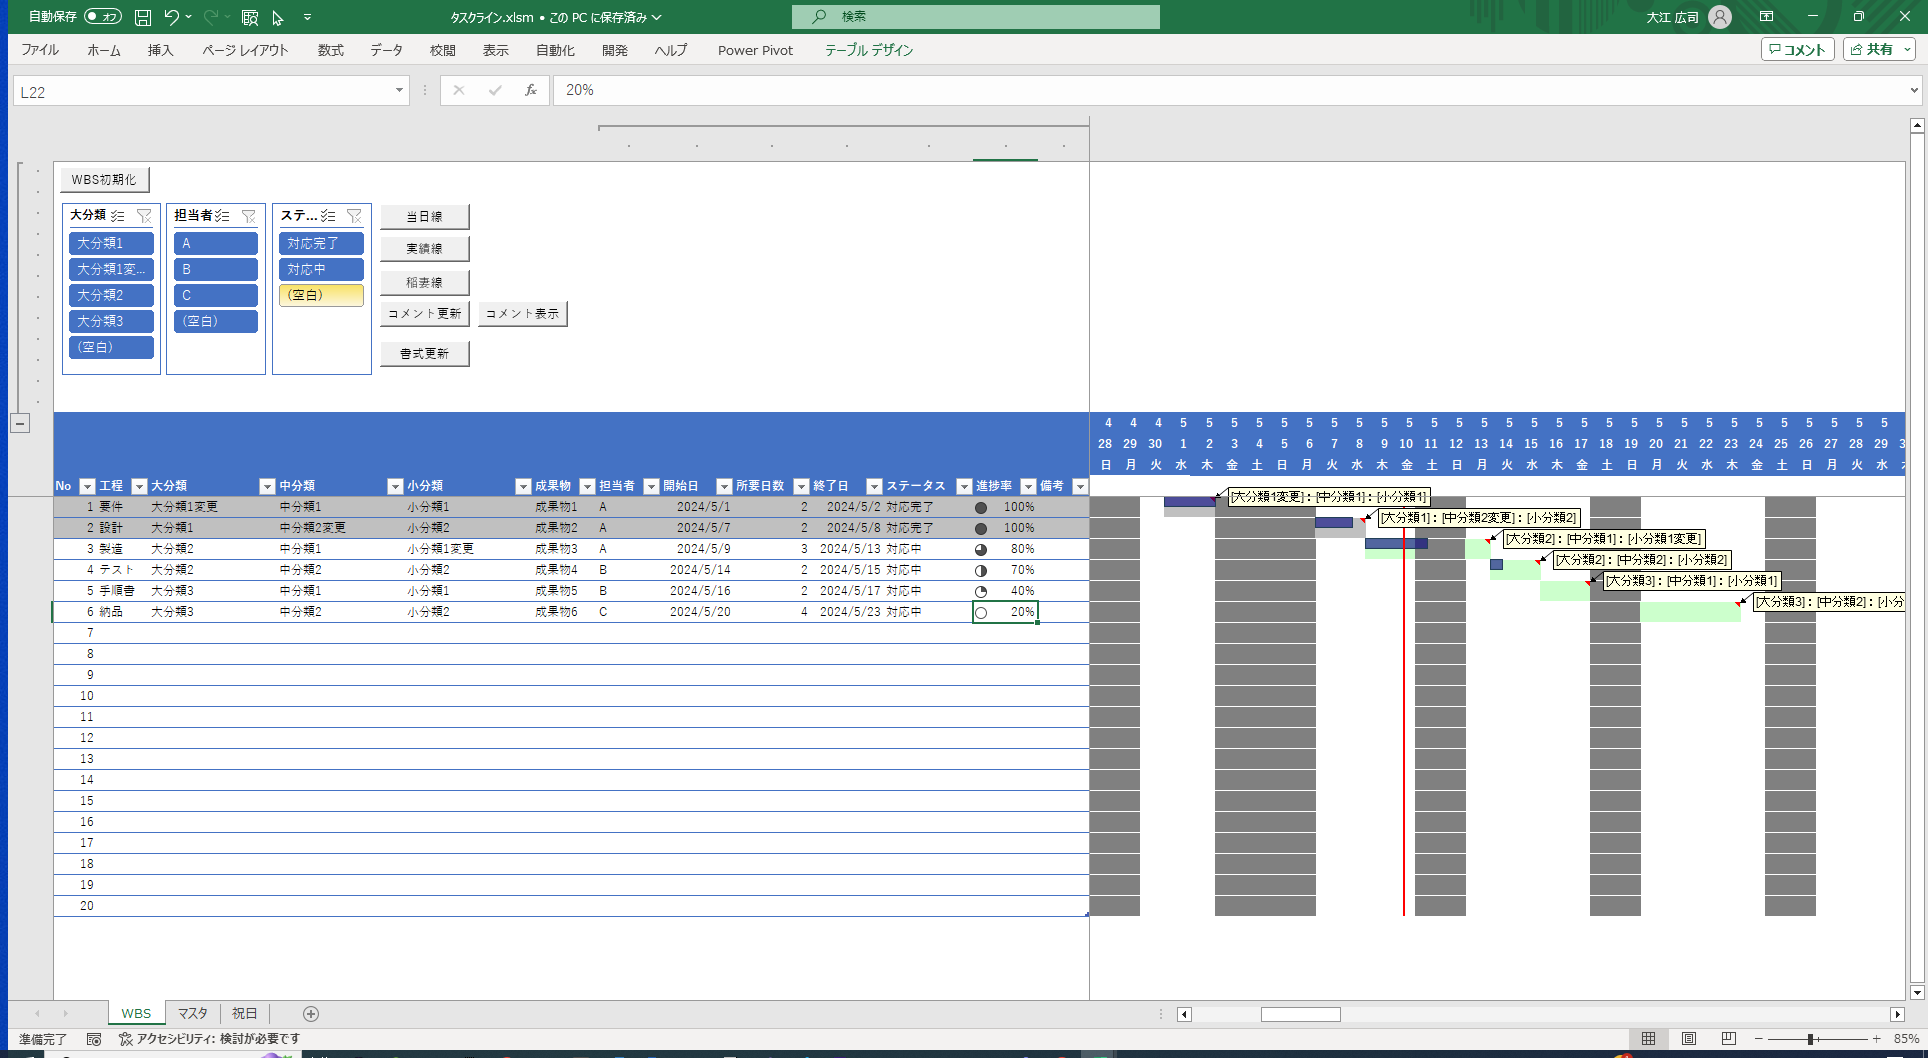 自動保存 オフ タスクライン.xlsm • この PC に保存済み 検索 大江 広司
ファイル ホーム 挿入 ページ レイアウト 数式 データ 校閲 表示 自動化 開発 ヘルプ Power Pivot テーブル デザイン コメント 共有
L22 fx 20%
WBS初期化
大分類 担当者 ステ... 当日線
大分類1 A 対応完了 実績線
大分類1変... B 対応中 稲妻線
大分類2 C (空白) コメント更新 コメント表示
大分類3 (空白) 書式更新
(空白)
4 4 4 5 5 5 5 5 5 5 5 5 5 5 5 5 5 5 5 5 5 5 5 5 5 5 5 5 5 5 5 5
28 29 30 1 2 3 4 5 6 7 8 9 10 11 12 13 14 15 16 17 18 19 20 21 22 23 24 25 26 27 28 29
日 月 火 水 木 金 土 日 月 火 水 木 金 土 日 月 火 水 木 金 土 日 月 火 水 木 金 土 日 月 火 水
No 工程 大分類 中分類 小分類 成果物 担当者 開始日 所要日数 終了日 ステータス 進捗率 備考
1 要件 大分類1変更 中分類1 小分類1 成果物1 A 2024/5/1 2 2024/5/2 対応完了 100% [大分類1変更]：[中分類1]：[小分類1]
2 設計 大分類1 中分類2変更 小分類2 成果物2 A 2024/5/7 2 2024/5/8 対応完了 100% [大分類1]：[中分類2変更]：[小分類2]
3 製造 大分類2 中分類1 小分類1変更 成果物3 A 2024/5/9 3 2024/5/13 対応中 80% [大分類2]：[中分類1]：[小分類1変更]
4 テスト 大分類2 中分類2 小分類2 成果物4 B 2024/5/14 2 2024/5/15 対応中 70% [大分類2]：[中分類2]：[小分類2]
5 手順書 大分類3 中分類1 小分類1 成果物5 B 2024/5/16 2 2024/5/17 対応中 40% [大分類3]：[中分類1]：[小分類1]
6 納品 大分類3 中分類2 小分類2 成果物6 C 2024/5/20 4 2024/5/23 対応中 20% [大分類3]：[中分類2]：[小分
7
8
9
10
11
12
13
14
15
16
17
18
19
20
WBS マスタ 祝日
準備完了 アクセシビリティ: 検討が必要です 85%